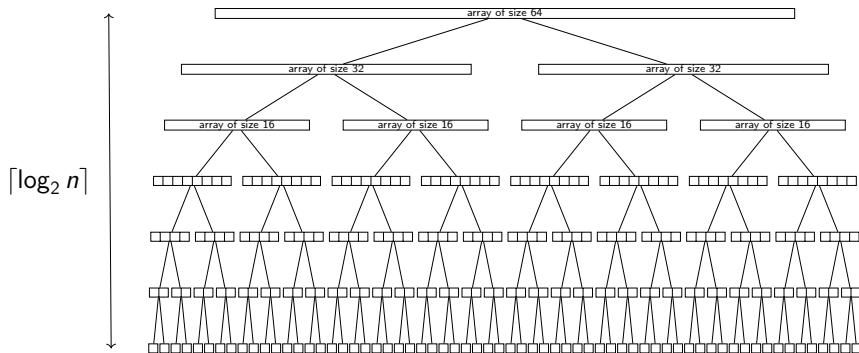 array of size 64
array of size 32
array of size 32
array of size 16
array of size 16
array of size 16
array of size 16
⌈log₂ n⌉